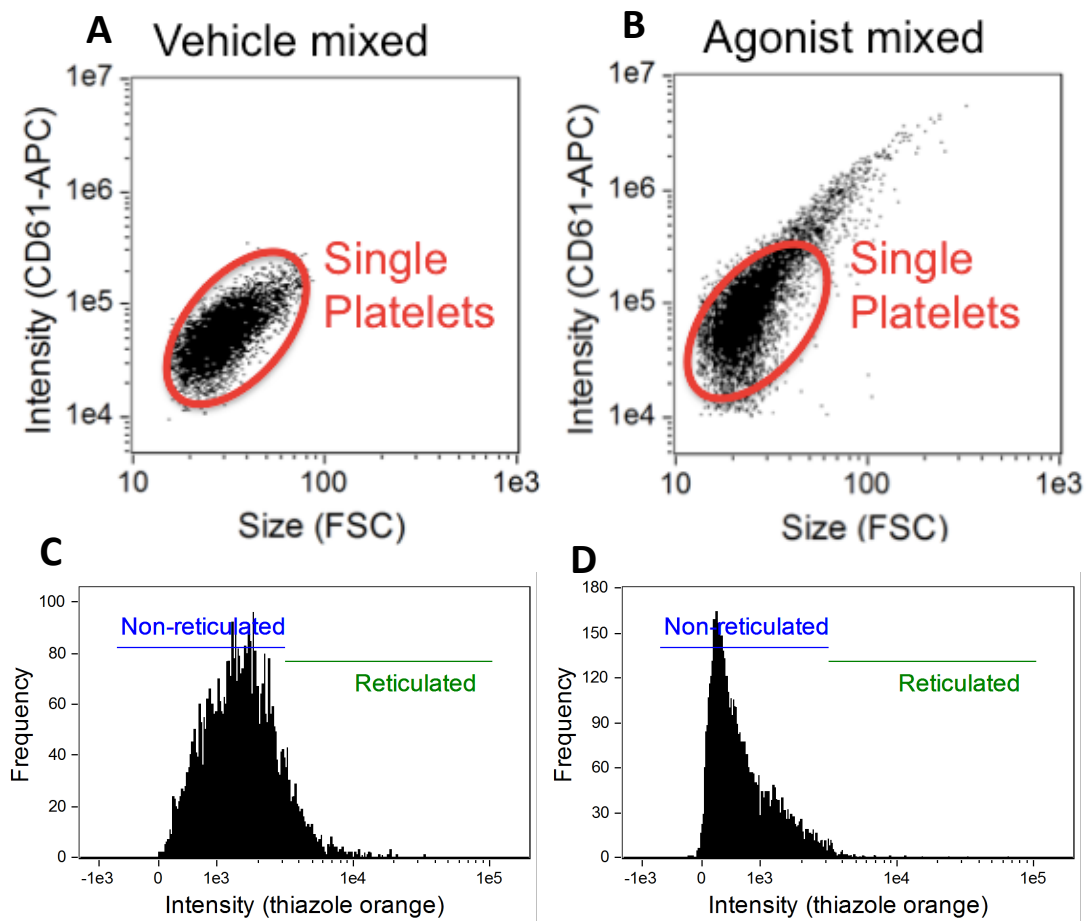 A
Vehicle mixed
Intensity (CD61-APC)
1e7
1e6
1e5
1e4
Single
Platelets
10
100
1e3
Size (FSC)
B
Agonist mixed
Intensity (CD61-APC)
1e7
1e6
1e5
1e4
Single
Platelets
10
100
1e3
Size (FSC)
C
Frequency
100
80
60
40
20
0
Non-reticulated
Reticulated
-1e3
0
1e3
1e4
1e5
Intensity (thiazole orange)
D
Frequency
180
150
120
90
60
30
0
Non-reticulated
Reticulated
-1e3
0
1e3
1e4
1e5
Intensity (thiazole orange)